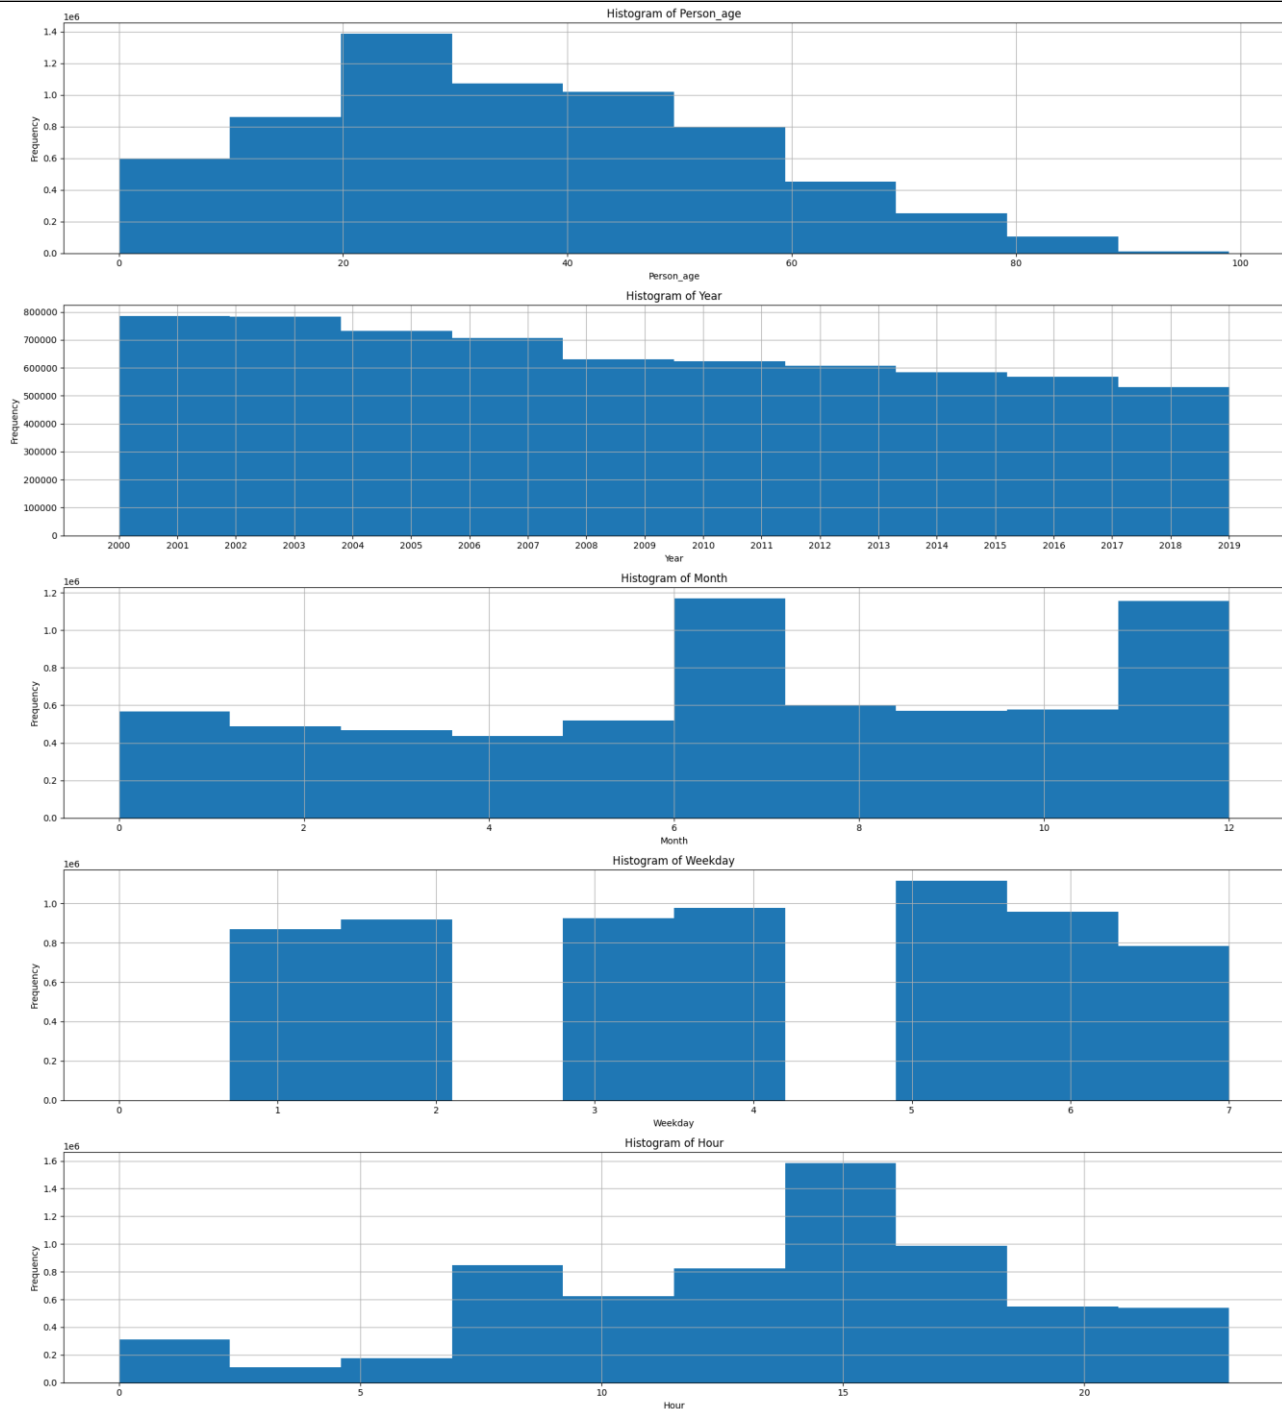 Histogram of Person_age
1e6
1.4
1.2
1.0
0.8
0.6
0.4
0.2
0.0
Frequency
0 20 40 60 80 100
Person_age
Histogram of Year
800000
700000
600000
500000
400000
300000
200000
100000
0
Frequency
2000 2001 2002 2003 2004 2005 2006 2007 2008 2009 2010 2011 2012 2013 2014 2015 2016 2017 2018 2019
Year
Histogram of Month
1e6
1.2
1.0
0.8
0.6
0.4
0.2
0.0
Frequency
0 2 4 6 8 10 12
Month
Histogram of Weekday
1e6
1.0
0.8
0.6
0.4
0.2
0.0
Frequency
0 1 2 3 4 5 6 7
Weekday
Histogram of Hour
1e6
1.6
1.4
1.2
1.0
0.8
0.6
0.4
0.2
0.0
Frequency
0 5 10 15 20
Hour